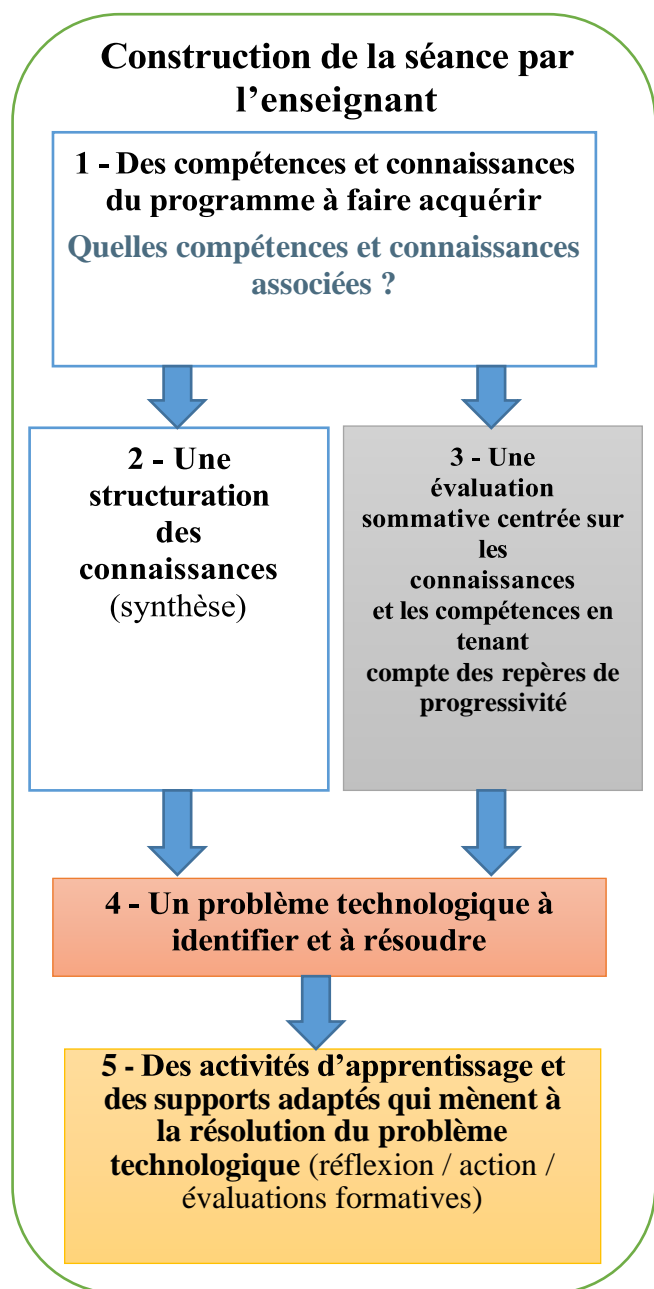 Construction de la séance par
l’enseignant
1 - Des compétences et connaissances
du programme à faire acquérir
Quelles compétences et connaissances
associées ?
2 - Une
structuration
des
connaissances
(synthèse)
3 - Une
évaluation
sommative centrée sur
les
connaissances
et les compétences en
tenant
compte des repères de
progressivité
4 - Un problème technologique à
identifier et à résoudre
5 - Des activités d’apprentissage et
des supports adaptés qui mènent à
la résolution du problème
technologique (réflexion / action /
évaluations formatives)